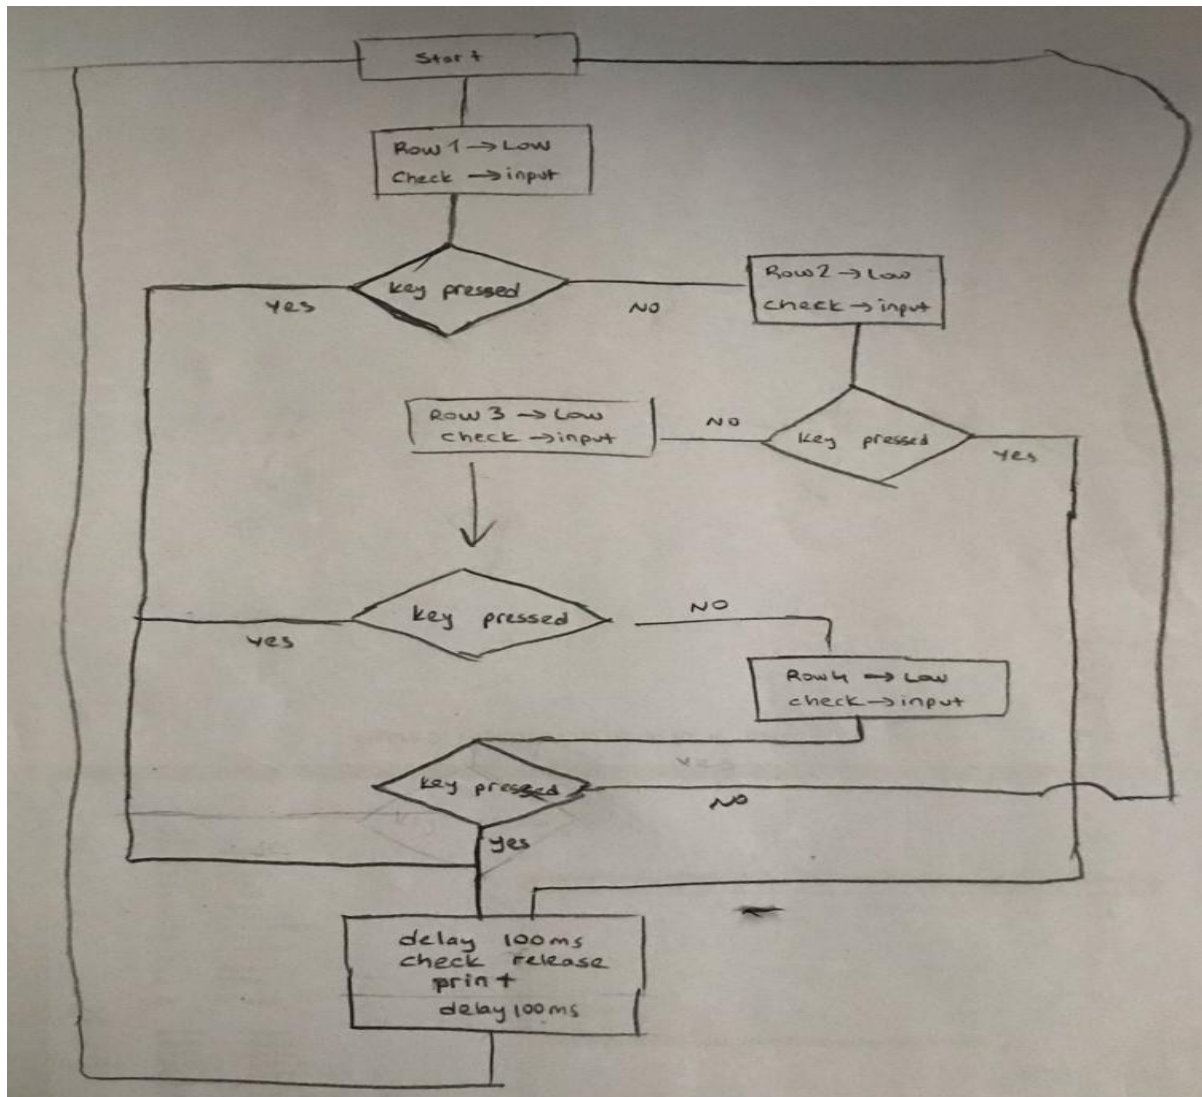 Start
Row 1 → Low
Check → input
key pressed
yes
NO
Row 2 → Low
check → input
key pressed
NO
yes
Row 3 → Low
check → input
key pressed
yes
NO
Row 4 → Low
check → input
key pressed
NO
yes
delay 100ms
check release
print
delay 100ms